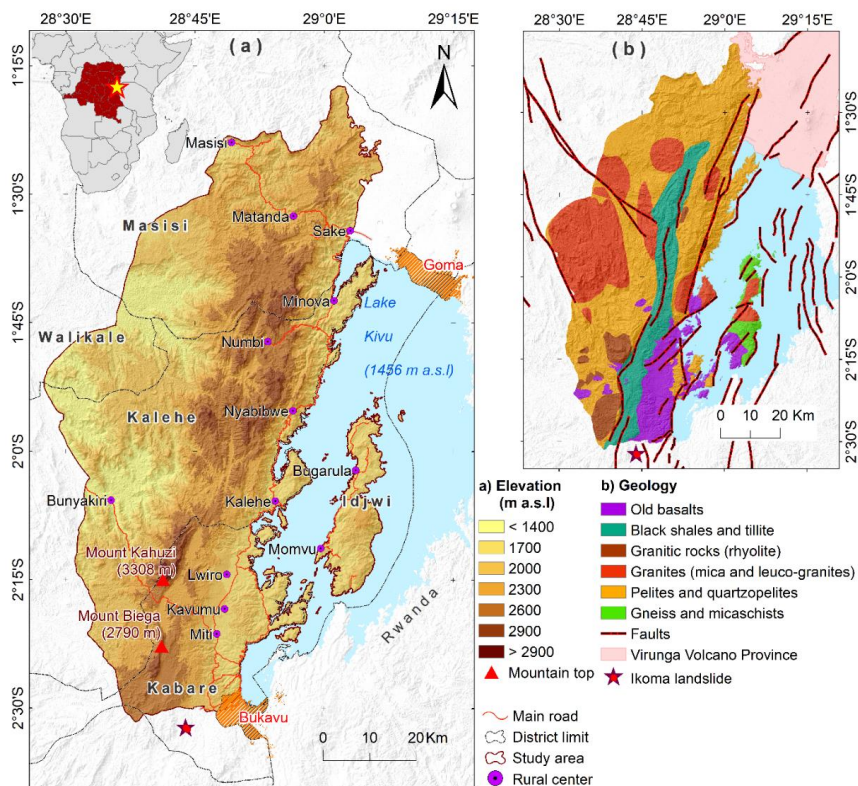 28°30'E
28°45'E
29°0'E
( a )
N
1°15'S
1°30'S
1°45'S
2°0'S
2°15'S
2°30'S
Masisi
Matanda
Masisi
Sake
Goma
Minova
Lake
Kivu
(1456 m a.s.l)
Walikale
Numbi
Nyabibwe
Kalehe
Bugarula
Idjwi
Bunyakiri
Kalehe
Mount Kahuzi
(3308 m)
Momvu
Lwiro
Mount Biega
(2790 m)
Kavumu
Miti
Rwanda
Kabare
Bukavu
0 10 20 Km
28°30'E
28°45'E
29°0'E
29°15'E
( b )
1°30'S
1°45'S
2°0'S
2°15'S
2°30'S
0 10 20 Km
a) Elevation
(m a.s.l)
< 1400
1700
2000
2300
2600
2900
> 2900
Mountain top
Main road
District limit
Study area
Rural center
b) Geology
Old basalts
Black shales and tillite
Granitic rocks (rhyolite)
Granites (mica and leuco-granites)
Pelites and quartzopelites
Gneiss and micaschists
Faults
Virunga Volcano Province
Ikoma landslide